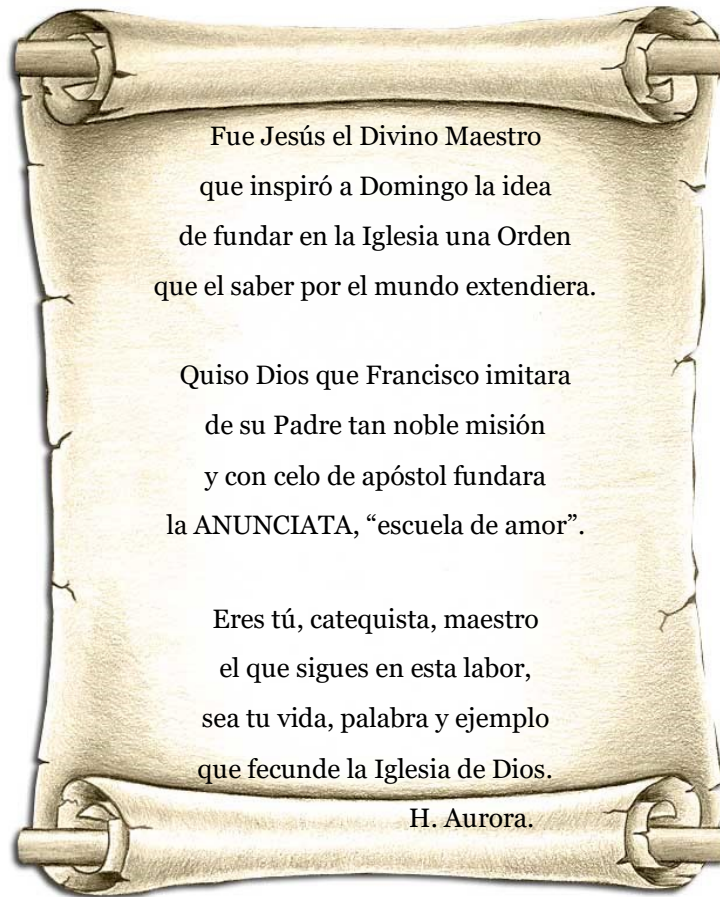 Fue Jesús el Divino Maestro
que inspiró a Domingo la idea
de fundar en la Iglesia una Orden
que el saber por el mundo extendiera.
Quiso Dios que Francisco imitara
de su Padre tan noble misión
y con celo de apóstol fundara
la ANUNCIATA, “escuela de amor”.
Eres tú, catequista, maestro
el que sigues en esta labor,
sea tu vida, palabra y ejemplo
que fecunde la Iglesia de Dios.
H. Aurora.